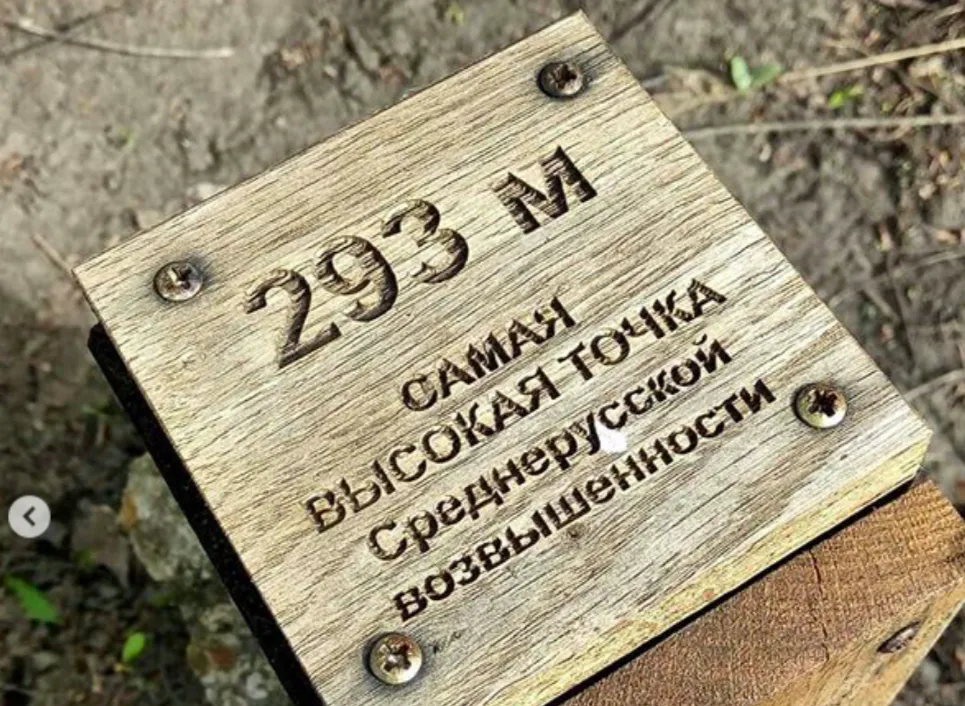 293 м
САМАЯ
ВЫСОКАЯ ТОЧКА
Среднерусской
возвышенности